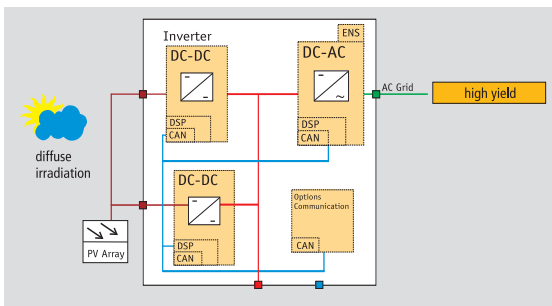 Inverter
ENS
DC-DC
DC-AC
AC Grid
high yield
DSP
CAN
DSP
CAN
diffuse
irradiation
DC-DC
Options
Communication
PV Array
DSP
CAN
CAN